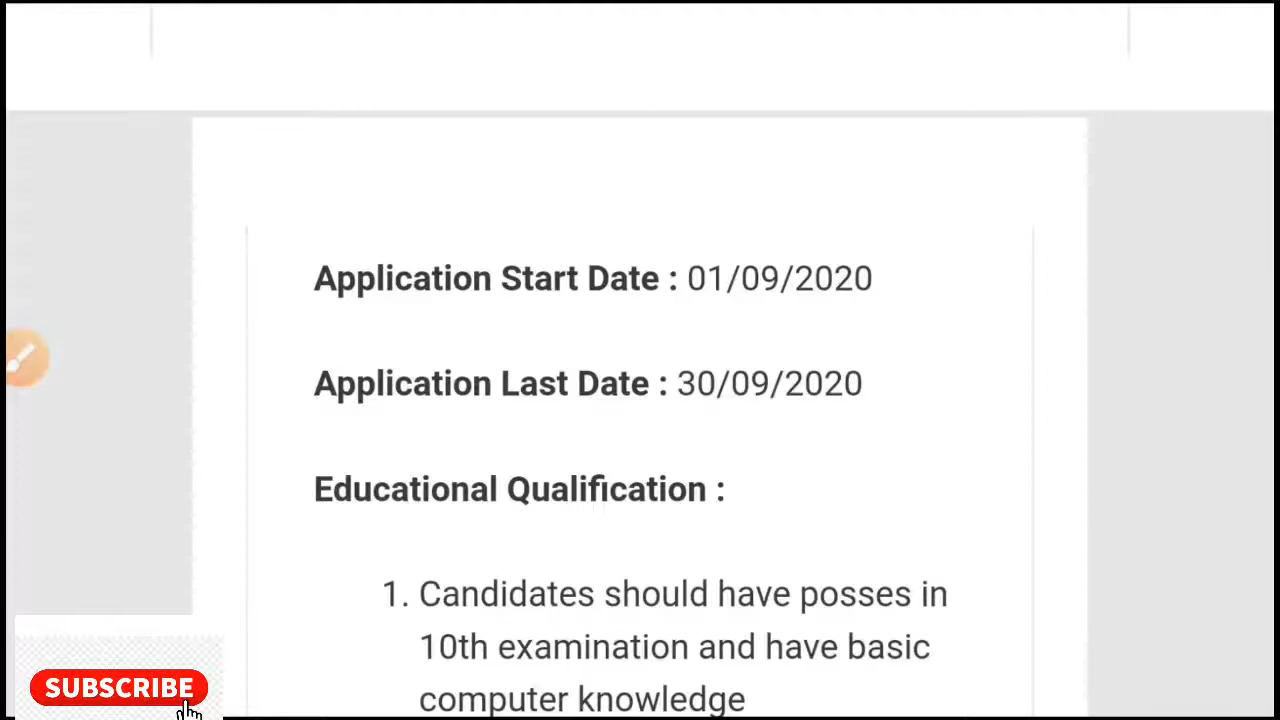 Application Start Date : 01/09/2020
Application Last Date : 30/09/2020
Educational Qualification :
1. Candidates should have posses in
10th examination and have basic
computer knowledge
SUBSCRIBE